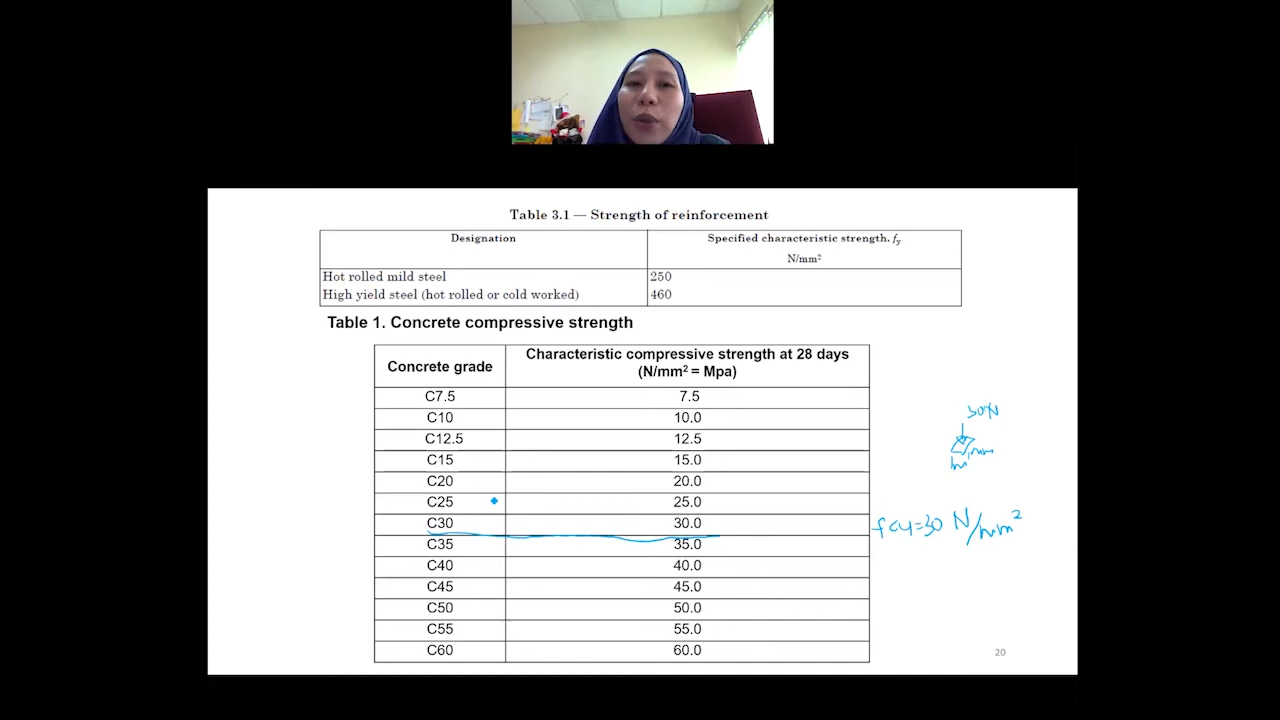 Table 3.1 — Strength of reinforcement
Designation
Specified characteristic strength, fy
N/mm²
Hot rolled mild steel 250
High yield steel (hot rolled or cold worked) 460
Table 1. Concrete compressive strength
Concrete grade
Characteristic compressive strength at 28 days
(N/mm² = Mpa)
C7.5 7.5
C10 10.0
C12.5 12.5
C15 15.0
C20 20.0
C25 25.0
C30 30.0
C35 35.0
C40 40.0
C45 45.0
C50 50.0
C55 55.0
C60 60.0
30N
fcu=30 N/mm²
20